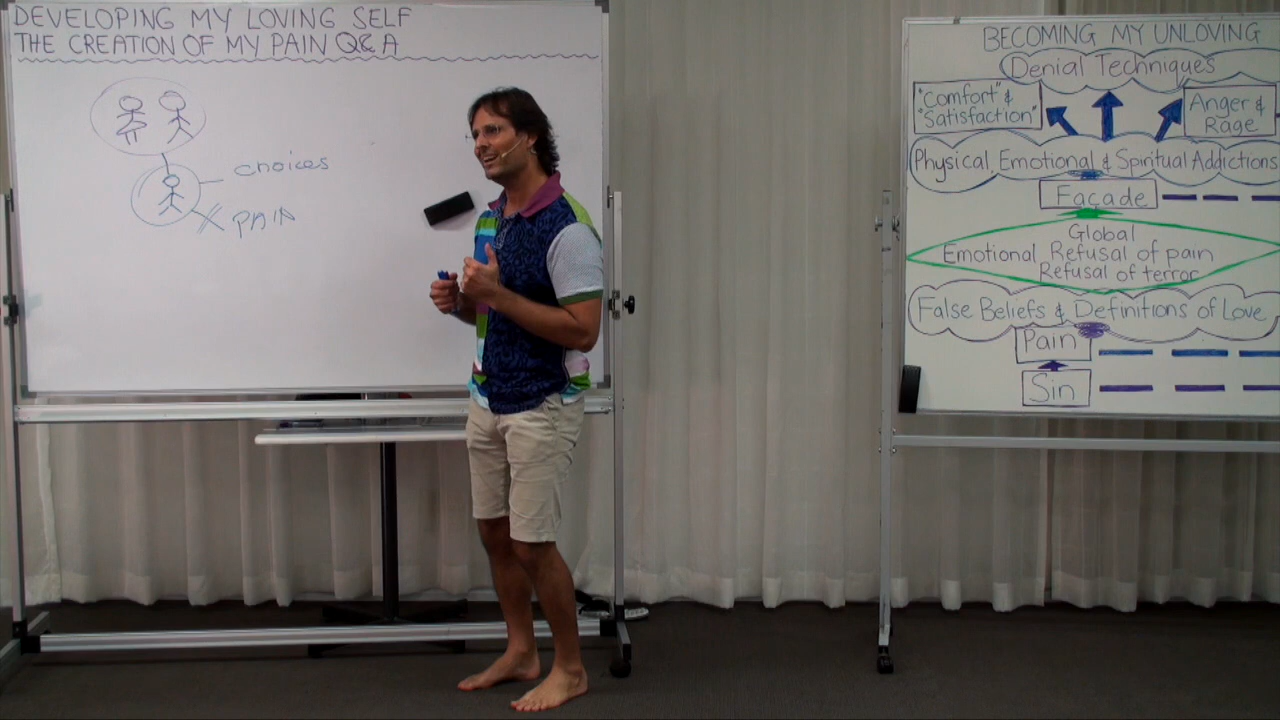 DEVELOPING MY LOVING SELF
THE CREATION OF MY PAIN Q&A
choices
PAIN
BECOMING MY UNLOVING
Denial Techniques
"Comfort" &
"Satisfaction"
Anger &
Rage
Physical, Emotional & Spiritual Addictions
Façade
Global
Emotional Refusal of pain
Refusal of terror
False Beliefs & Definitions of Love
Pain
Sin